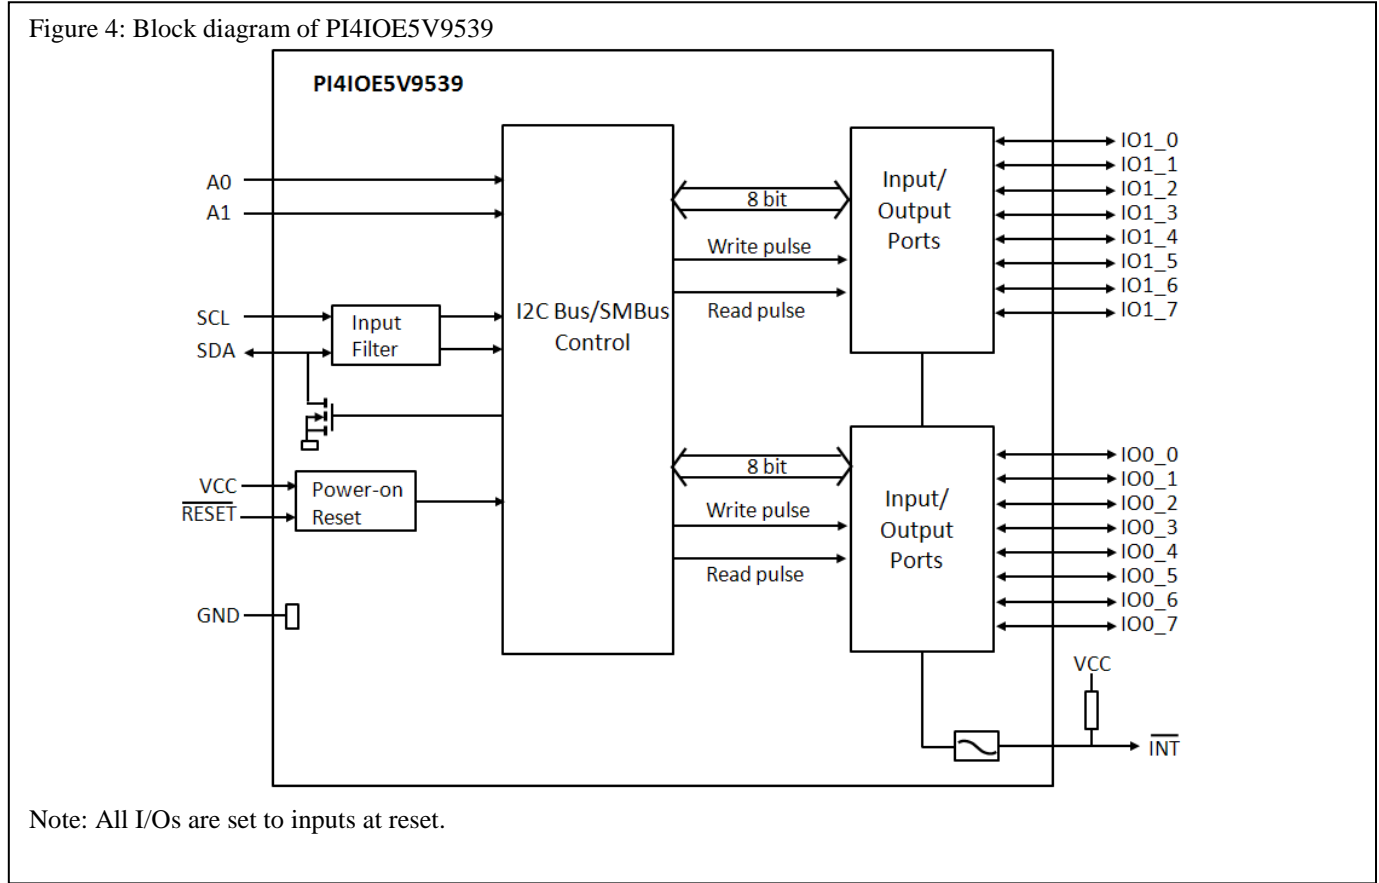 Figure 4: Block diagram of PI4IOE5V9539
PI4IOE5V9539
A0
A1
SCL
SDA
VCC
RESET
GND
Input
Filter
Power-on
Reset
I2C Bus/SMBus
Control
8 bit
Write pulse
Read pulse
8 bit
Write pulse
Read pulse
Input/
Output
Ports
Input/
Output
Ports
IO1_0
IO1_1
IO1_2
IO1_3
IO1_4
IO1_5
IO1_6
IO1_7
IO0_0
IO0_1
IO0_2
IO0_3
IO0_4
IO0_5
IO0_6
IO0_7
VCC
INT
Note: All I/Os are set to inputs at reset.